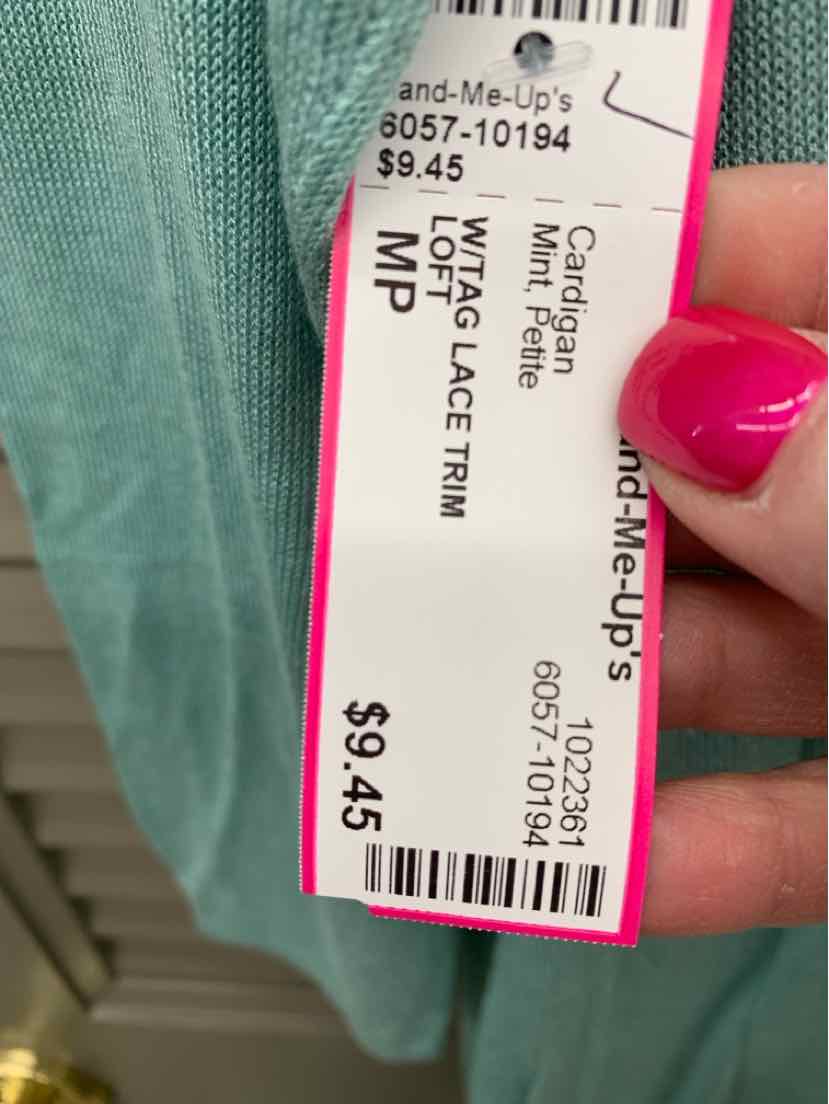 and-Me-Up's
6057-10194
$9.45
nd-Me-Up's
Cardigan
1022361
Mint, Petite
6057-10194
W/TAG LACE TRIM
LOFT
MP
$9.45